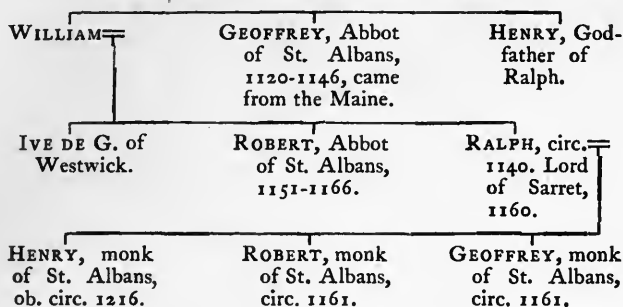 WILLIAM
GEOFFREY, Abbot
of St. Albans,
1120-1146, came
from the Maine.
HENRY, God-
father of
Ralph.
IVE DE G. of
Westwick.
ROBERT, Abbot
of St. Albans,
1151-1166.
RALPH, circ.
1140. Lord
of Sarret,
1160.
HENRY, monk
of St. Albans,
ob. circ. 1216.
ROBERT, monk
of St. Albans,
circ. 1161.
GEOFFREY, monk
of St. Albans,
circ. 1161.